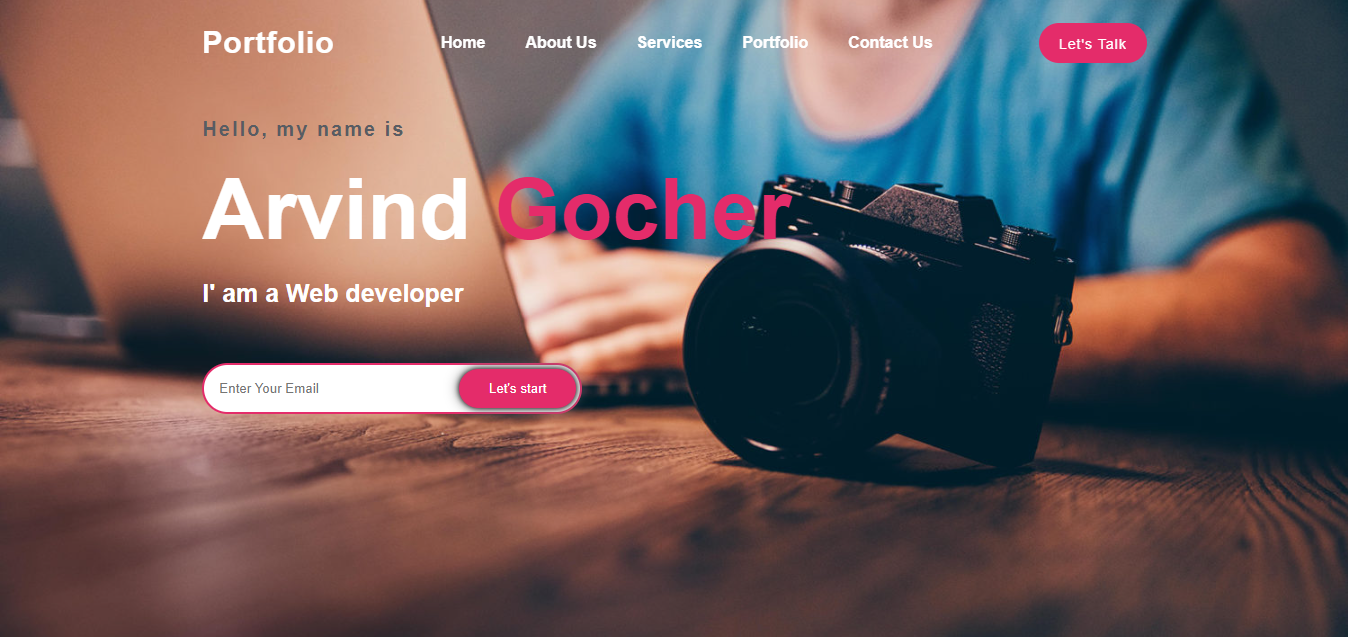 Portfolio
Home About Us Services Portfolio Contact Us
Let's Talk
Hello, my name is
Arvind Gocher
I' am a Web developer
Enter Your Email Let's start